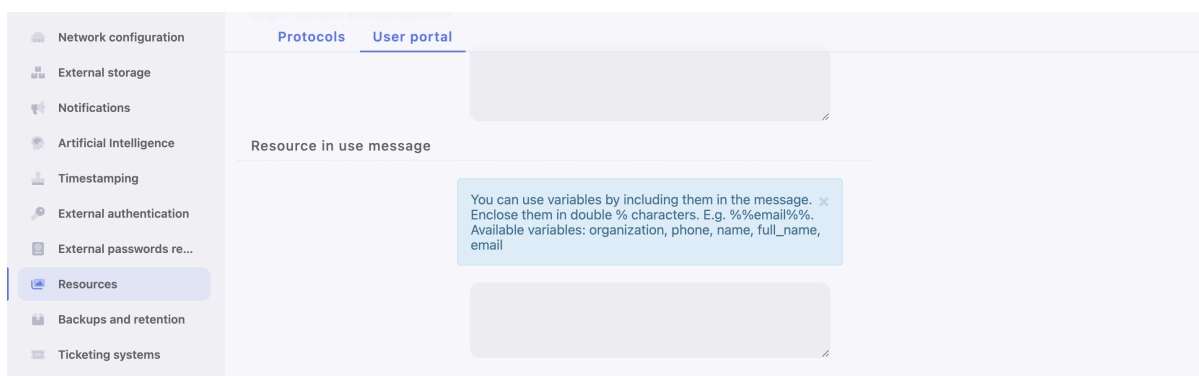 Network configuration
External storage
Notifications
Artificial Intelligence
Timestamping
External authentication
External passwords re...
Resources
Backups and retention
Ticketing systems
Protocols
User portal
Resource in use message
You can use variables by including them in the message.
Enclose them in double % characters. E.g. %%email%%.
Available variables: organization, phone, name, full_name,
email